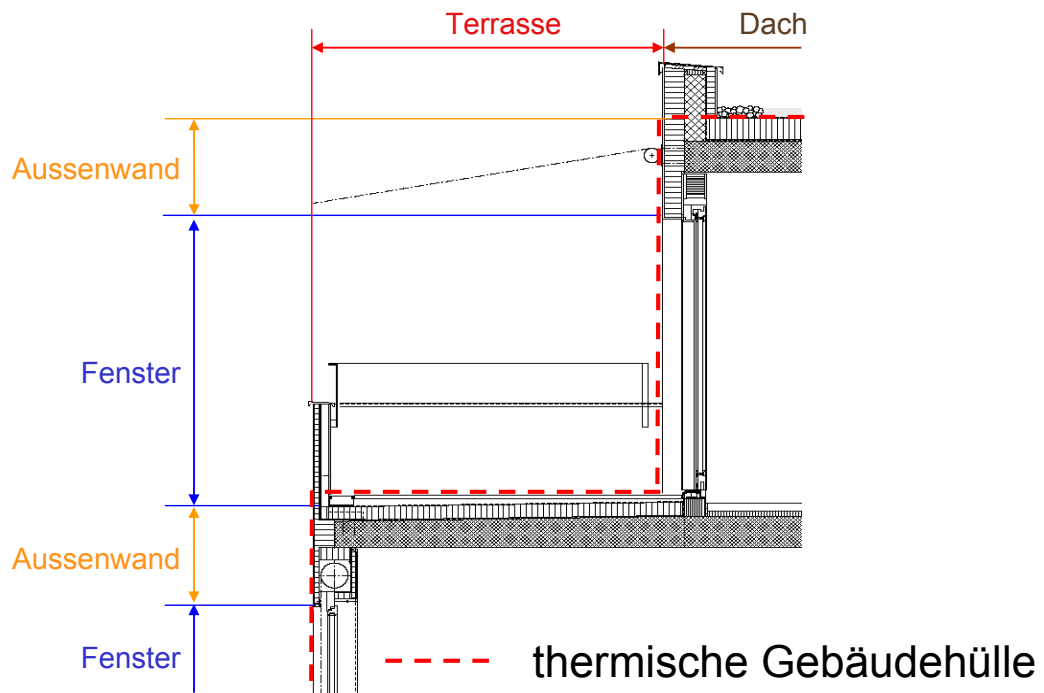 Terrasse
Dach
Aussenwand
Fenster
Aussenwand
Fenster
thermische Gebäudehülle